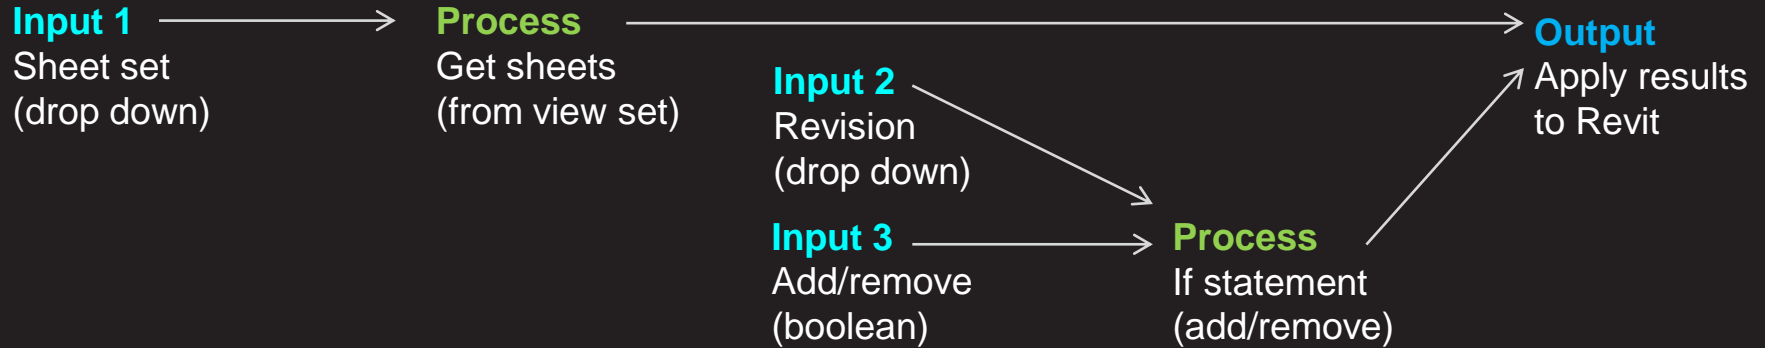 Input 1
Sheet set
(drop down)
Process
Get sheets
(from view set)
Input 2
Revision
(drop down)
Input 3
Add/remove
(boolean)
Process
If statement
(add/remove)
Output
Apply results
to Revit